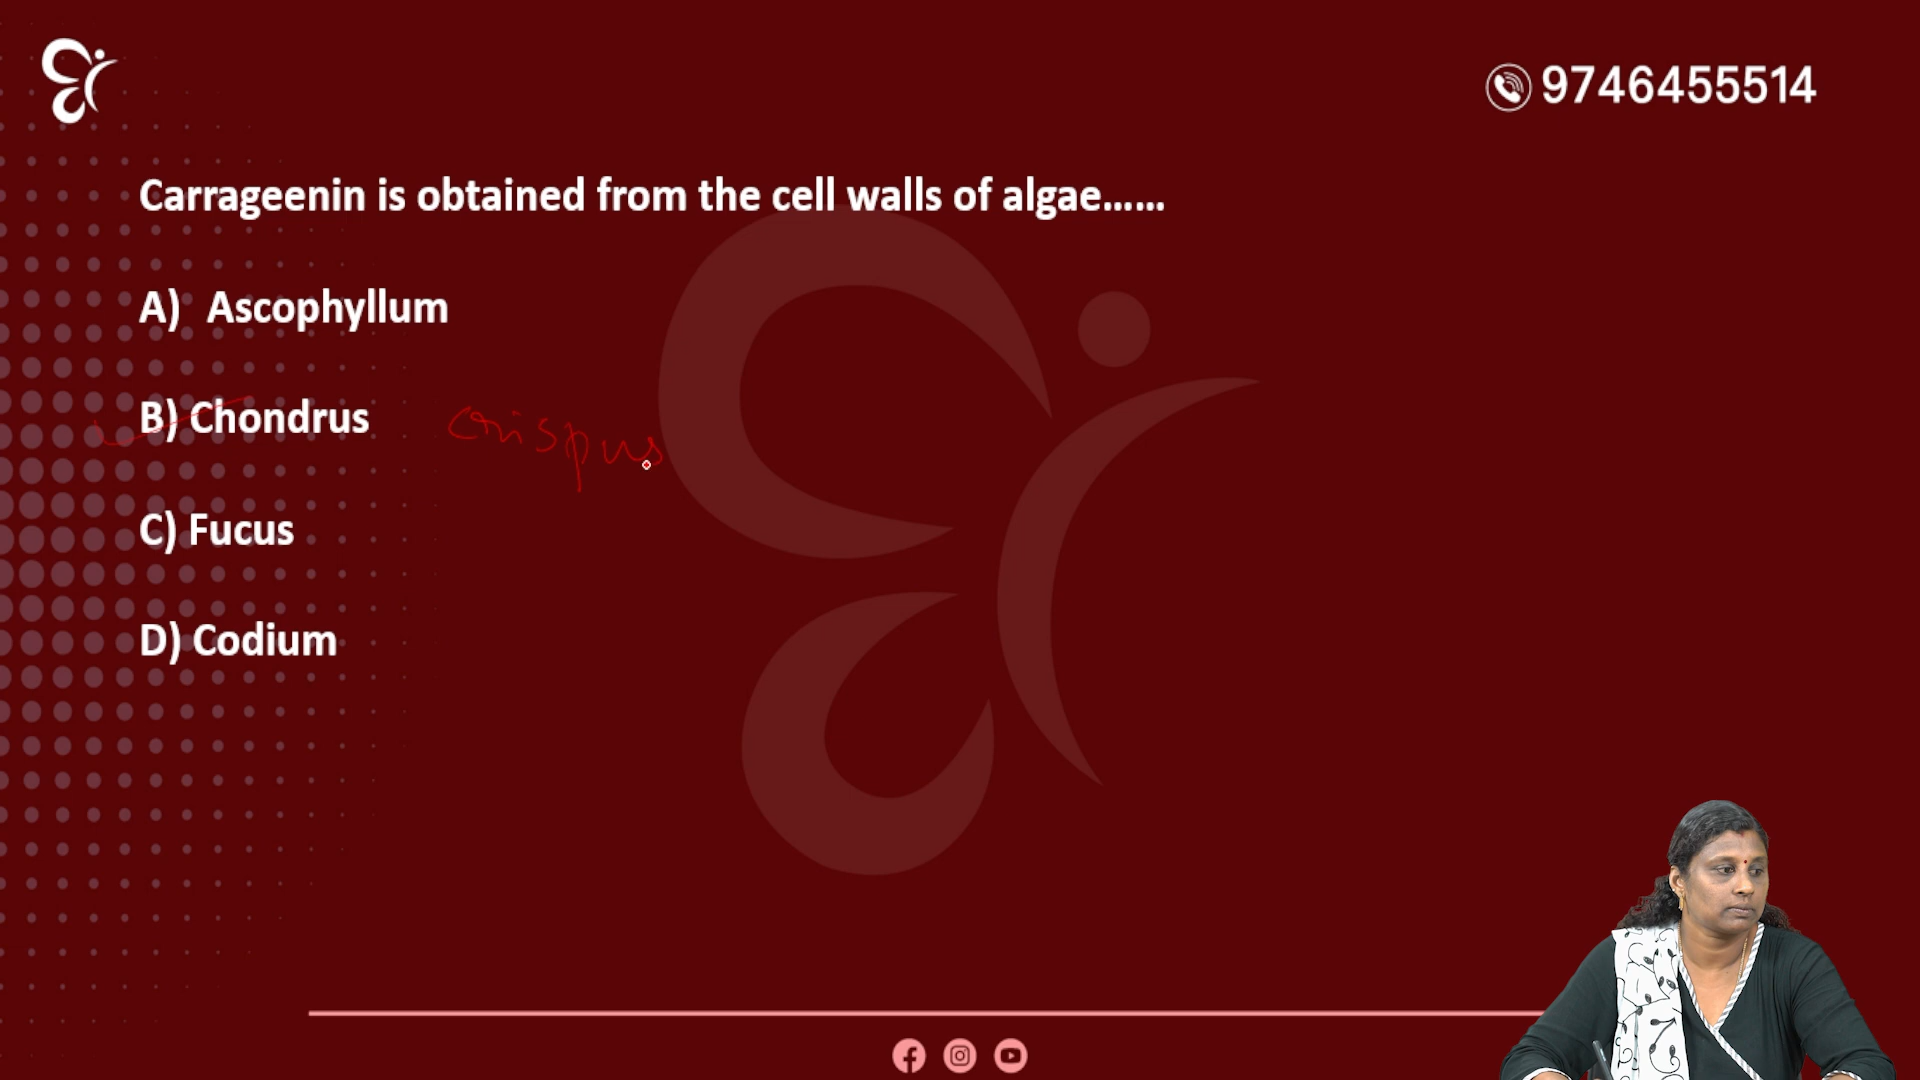 9746455514
Carrageenin is obtained from the cell walls of algae......
A) Ascophyllum
B) Chondrus crispus
C) Fucus
D) Codium